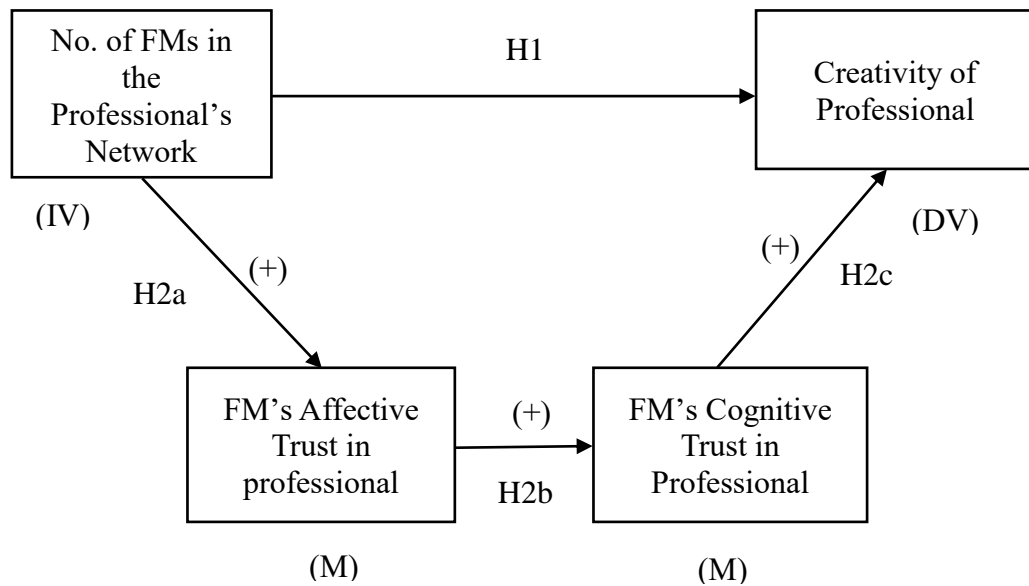 No. of FMs in
the
Professional's
Network
H1
Creativity of
Professional
(IV)
(DV)
H2a
(+)
(+)
H2c
FM's Affective
Trust in
professional
(+)
H2b
FM's Cognitive
Trust in
Professional
(M)
(M)